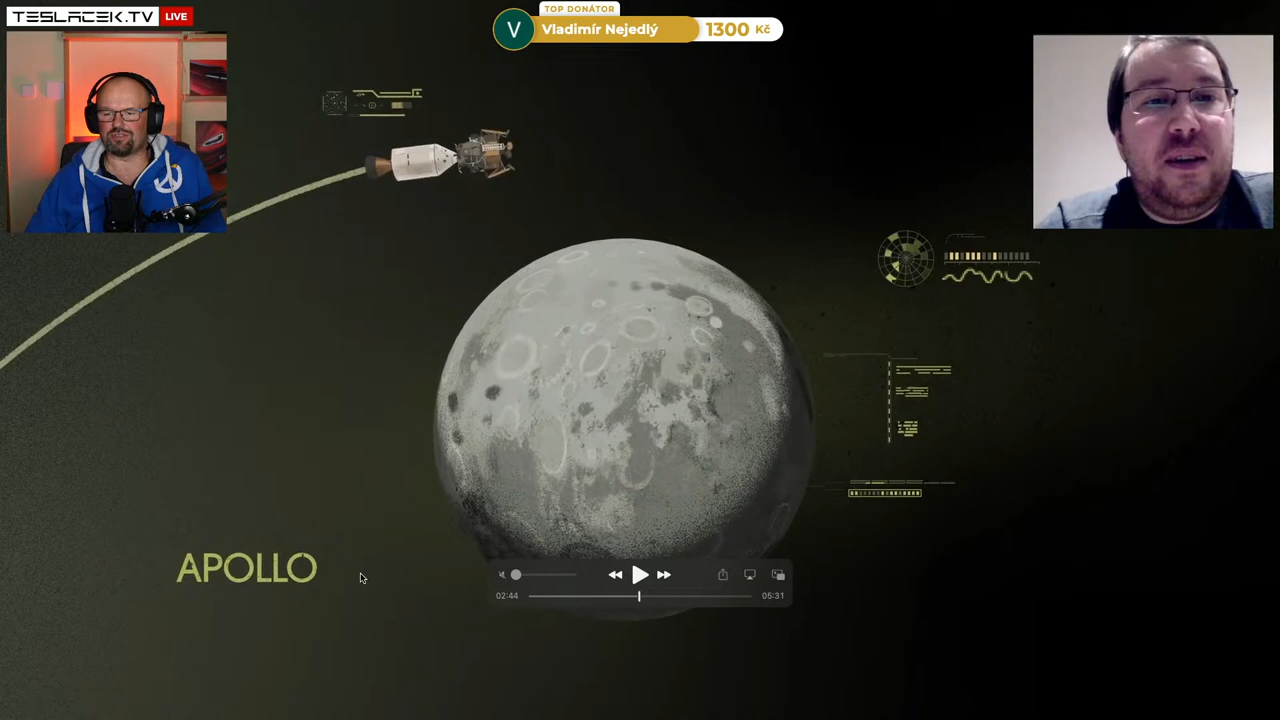 TESLACEK.TV LIVE
TOP DONÁTOR
V Vladimír Nejedlý 1300 Kč
APOLLO
02:44 05:31